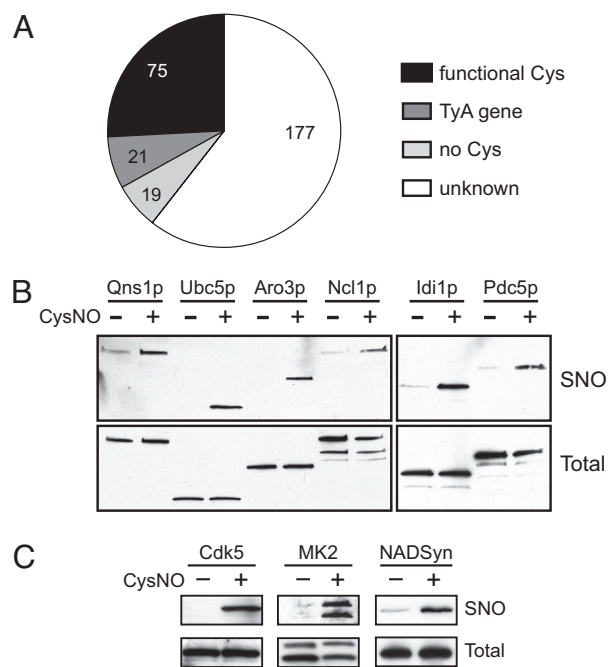 A
75
177
21
19
functional Cys
TyA gene
no Cys
unknown
B
Qns1p Ubc5p Aro3p Ncl1p Idi1p Pdc5p
CysNO − + − + − + − + − + − +
SNO
Total
C
Cdk5 MK2 NADSyn
CysNO − + − + − +
SNO
Total